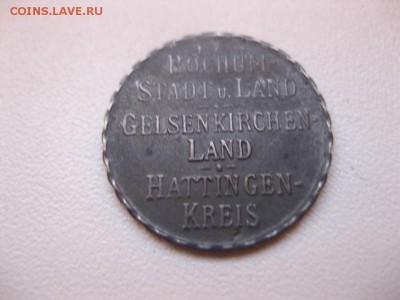 COINS.LAVE.RU
BOCHUM-
STADT U. LAND
GELSENKIRCHEN-
LAND
HATTINGEN-
KREIS